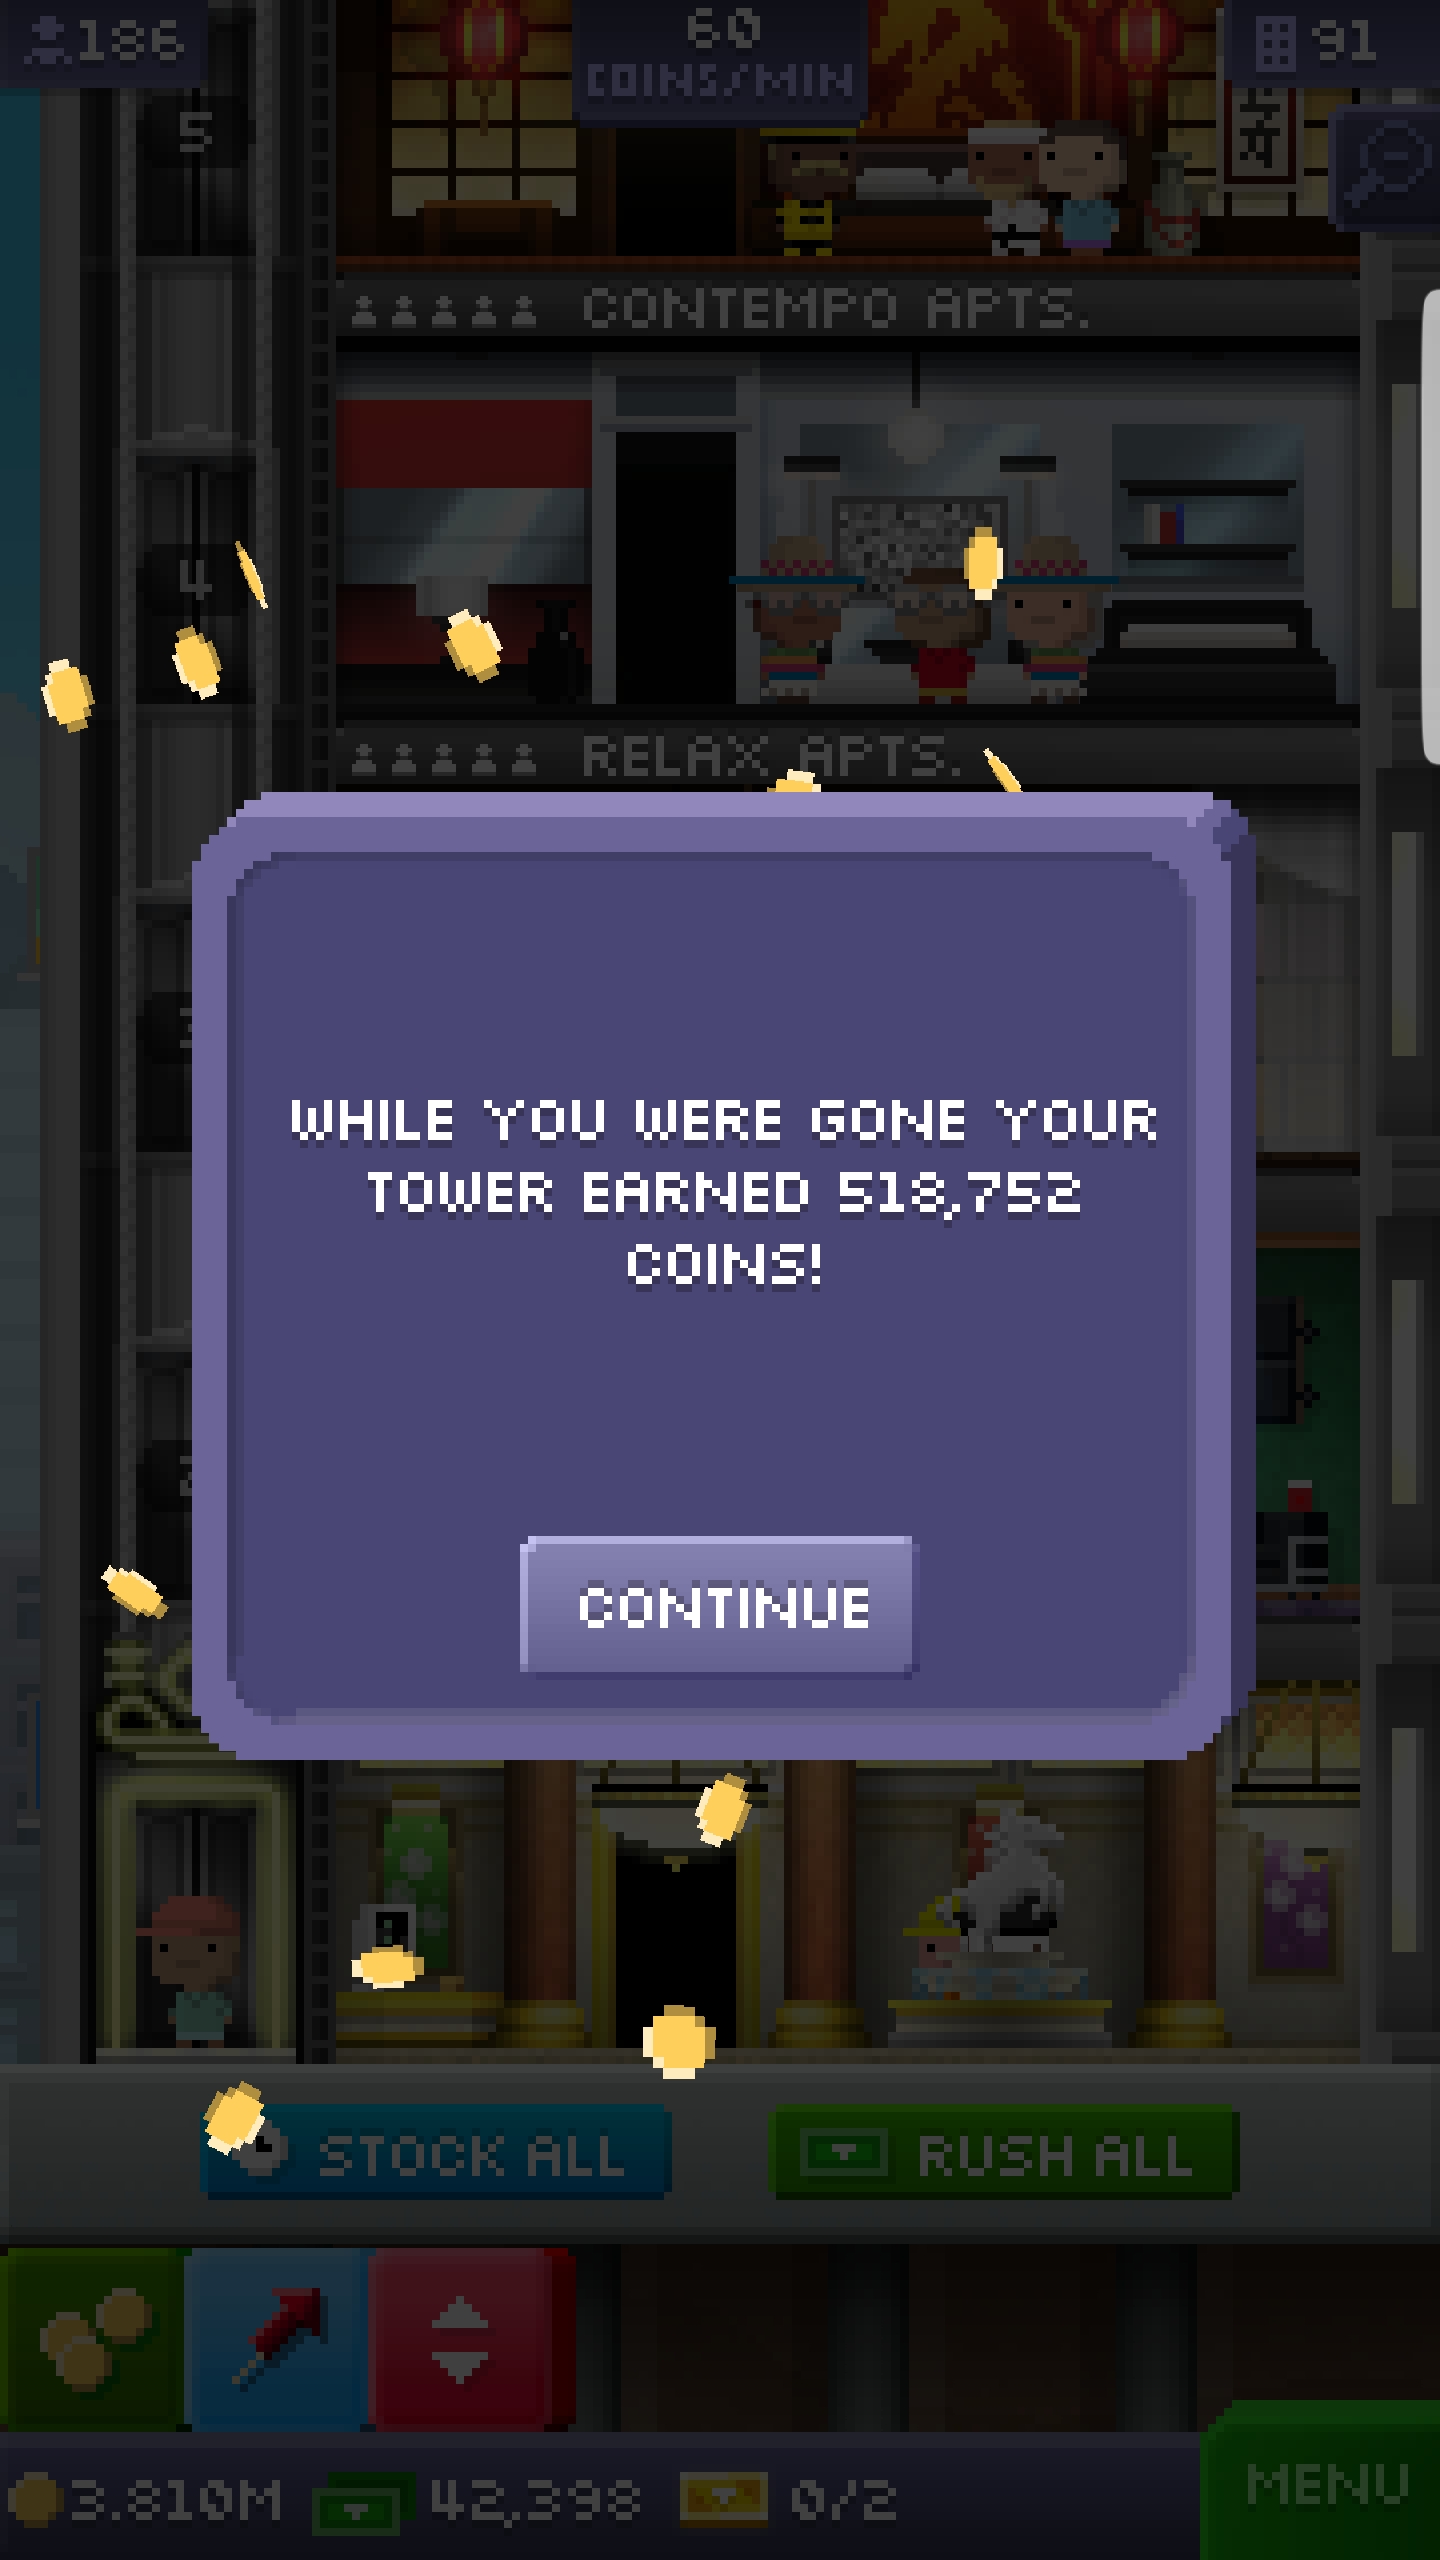 186
60
COINS/MIN
91
5
CONTEMPO APTS.
4
RELAX APTS.
WHILE YOU WERE GONE YOUR
TOWER EARNED 518,752
COINS!
CONTINUE
STOCK ALL
RUSH ALL
3.810M
42,398
0/2
MENU